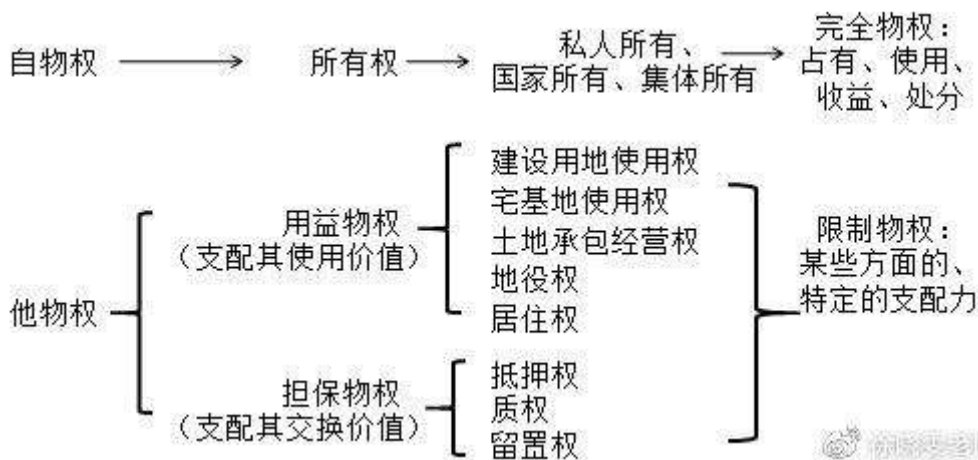 自物权
所有权
私人所有、
国家所有、集体所有
完全物权：
占有、使用、
收益、处分
他物权
用益物权
（支配其使用价值）
建设用地使用权
宅基地使用权
土地承包经营权
地役权
居住权
担保物权
（支配其交换价值）
抵押权
质权
留置权
限制物权：
某些方面的、
特定的支配力